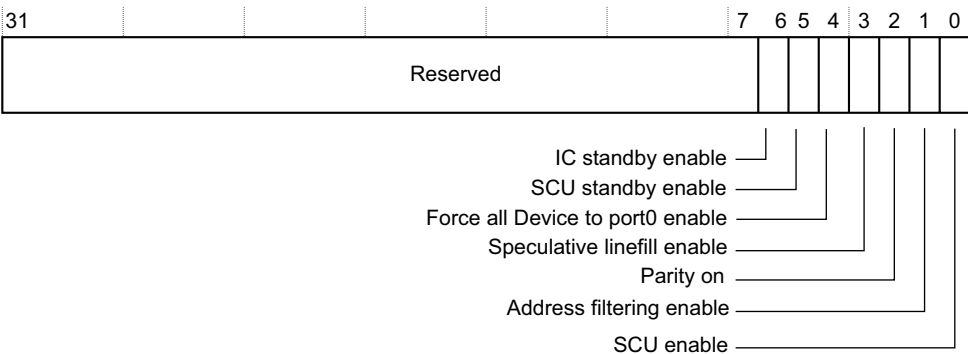 31 7 6 5 4 3 2 1 0
Reserved
IC standby enable
SCU standby enable
Force all Device to port0 enable
Speculative linefill enable
Parity on
Address filtering enable
SCU enable